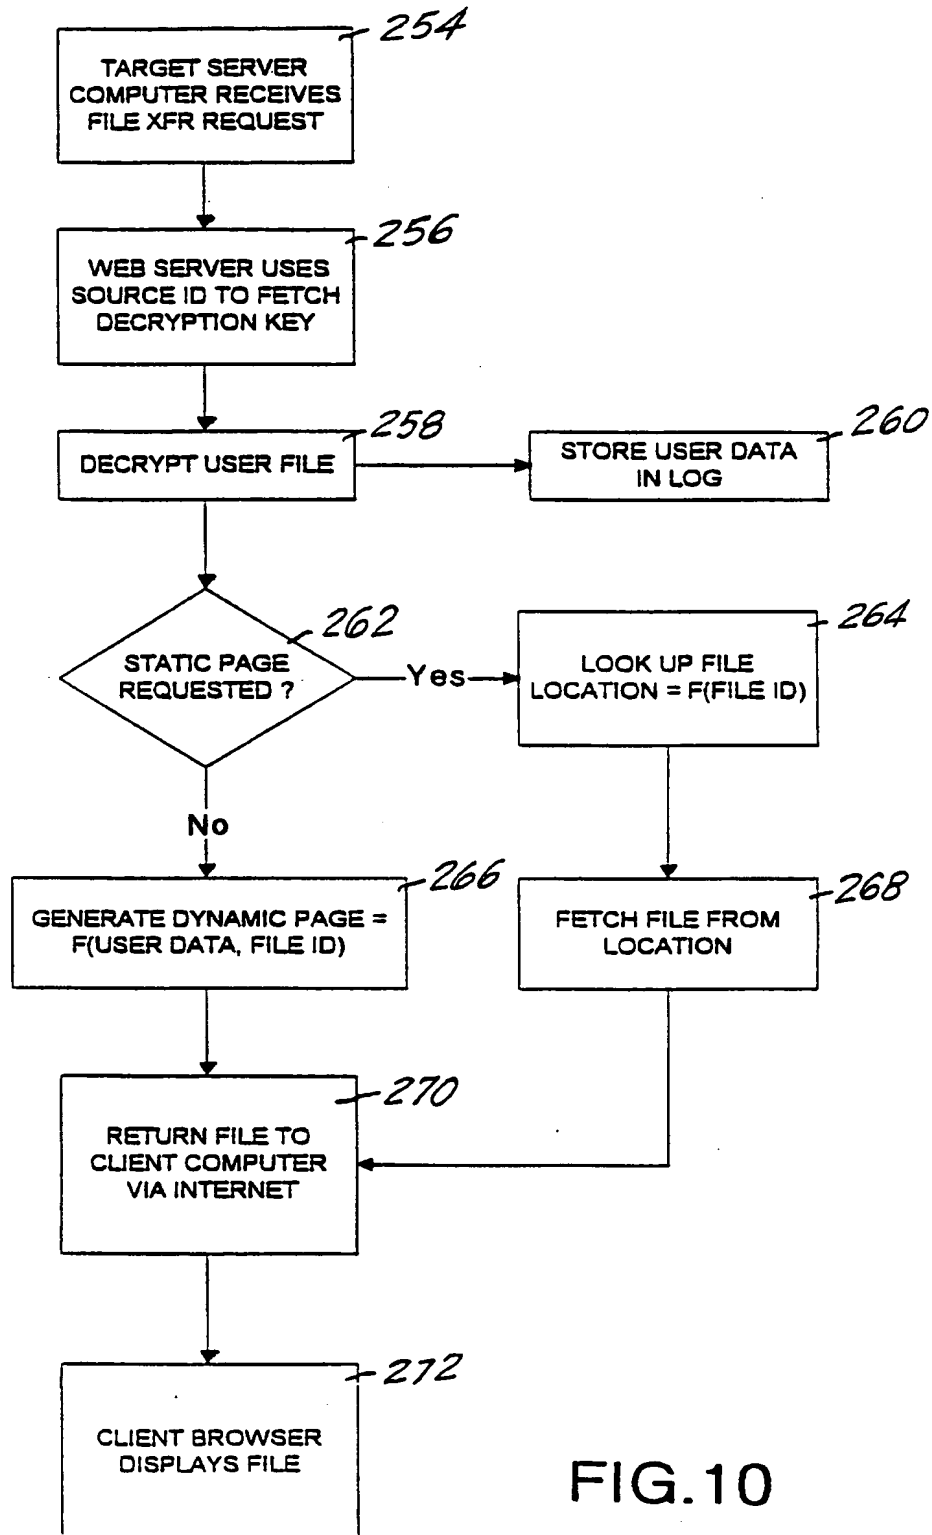 254
TARGET SERVER
COMPUTER RECEIVES
FILE XFR REQUEST
256
WEB SERVER USES
SOURCE ID TO FETCH
DECRYPTION KEY
258
DECRYPT USER FILE
260
STORE USER DATA
IN LOG
262
STATIC PAGE
REQUESTED ?
Yes
264
LOOK UP FILE
LOCATION = F(FILE ID)
No
266
GENERATE DYNAMIC PAGE =
F(USER DATA, FILE ID)
268
FETCH FILE FROM
LOCATION
270
RETURN FILE TO
CLIENT COMPUTER
VIA INTERNET
272
CLIENT BROWSER
DISPLAYS FILE
FIG.10